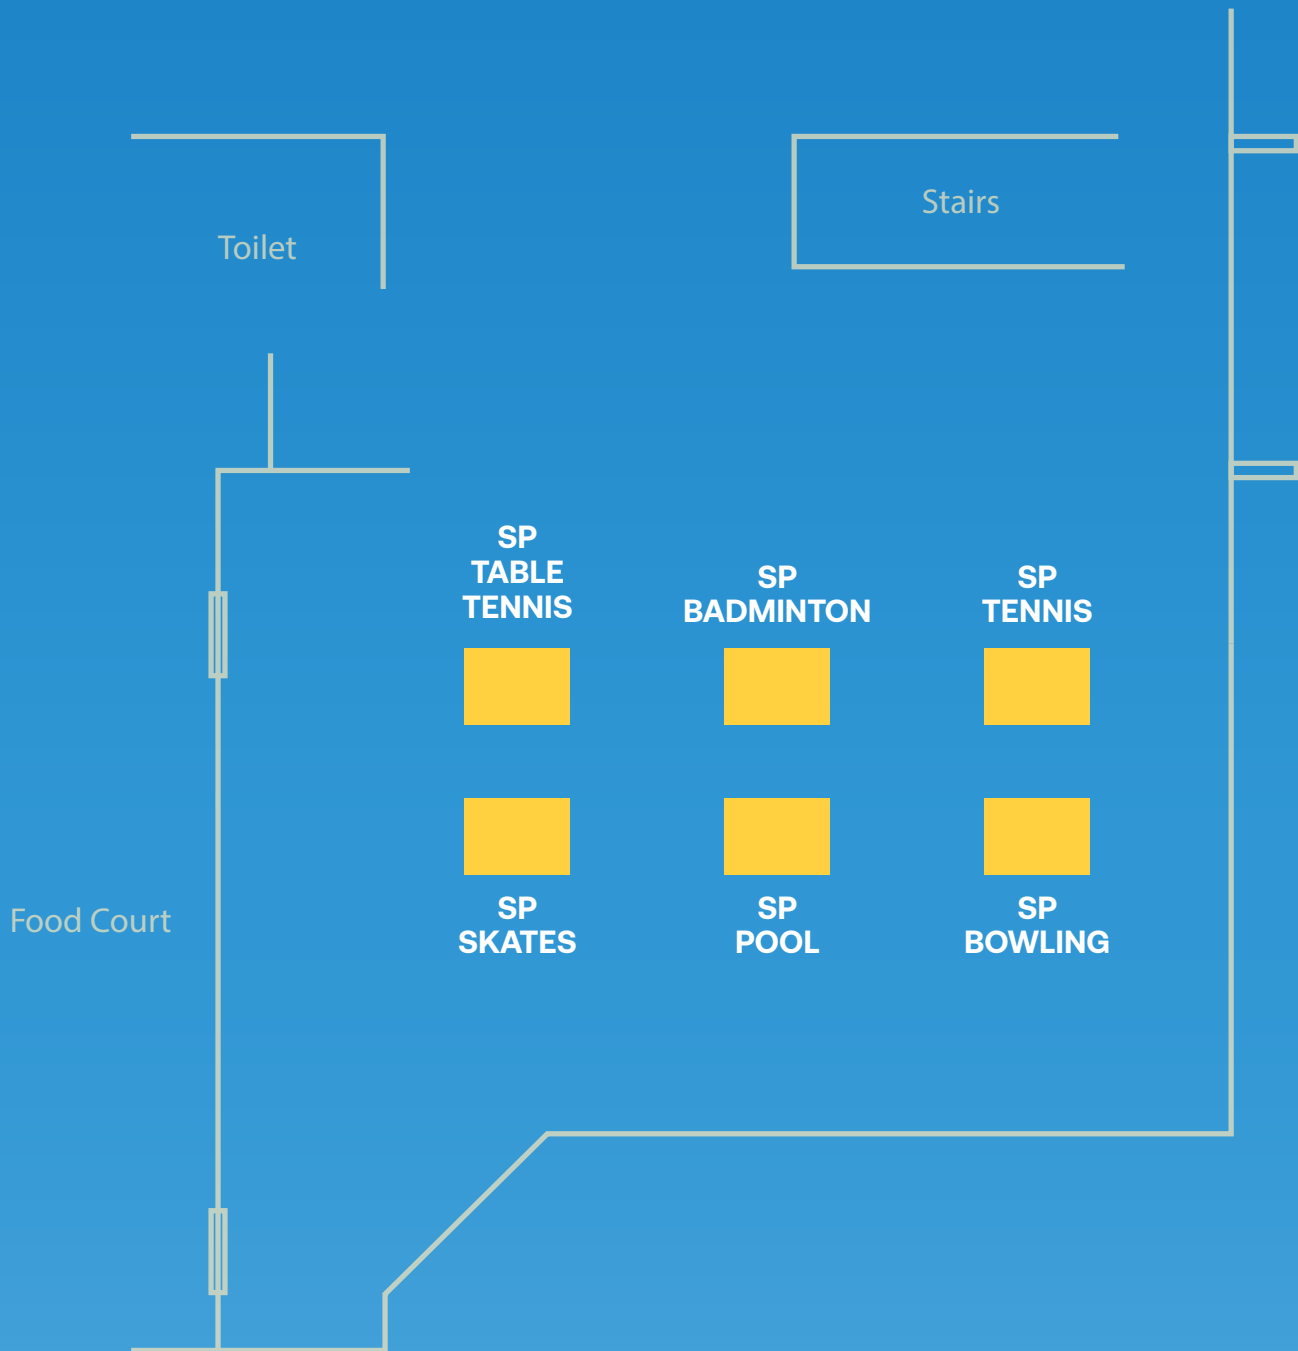 Stairs
Toilet
SP
TABLE
TENNIS
SP
BADMINTON
SP
TENNIS
SP
SKATES
SP
POOL
SP
BOWLING
Food Court